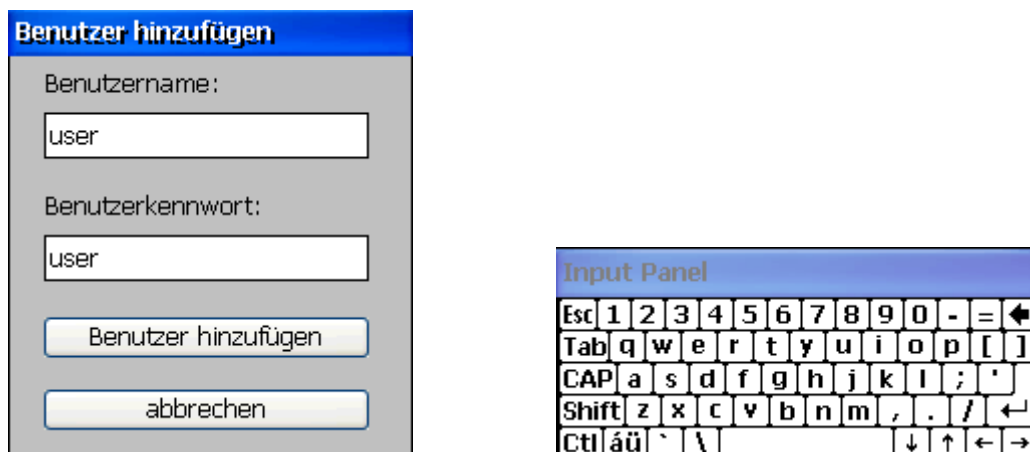 Benutzer hinzufügen
Benutzername:
user
Benutzerkennwort:
user
Benutzer hinzufügen
abbrechen
Input Panel
Esc 1 2 3 4 5 6 7 8 9 0 - =
Tab q w e r t y u i o p [ ]
CAP a s d f g h j k l ; '
Shift z x c v b n m , . /
Ctl áü ` \